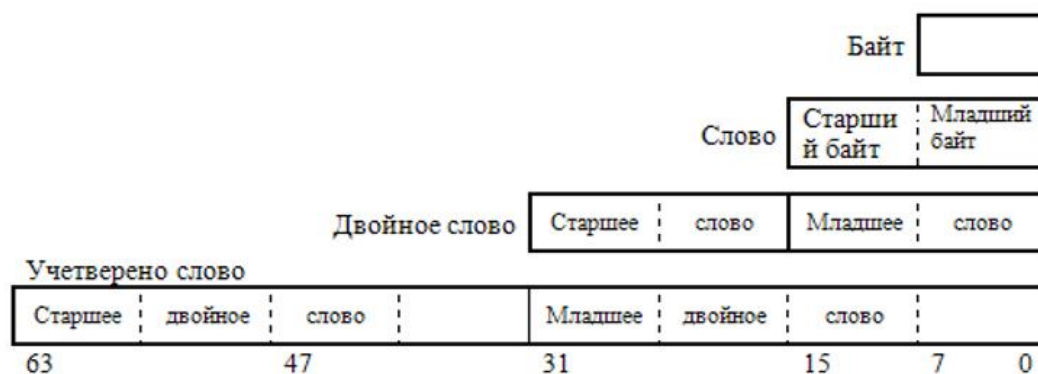 Байт
Слово
Старши
й байт
Младший
байт
Двойное слово
Старшее слово Младшее слово
Учетверено слово
Старшее двойное слово Младшее двойное слово
63 47 31 15 7 0